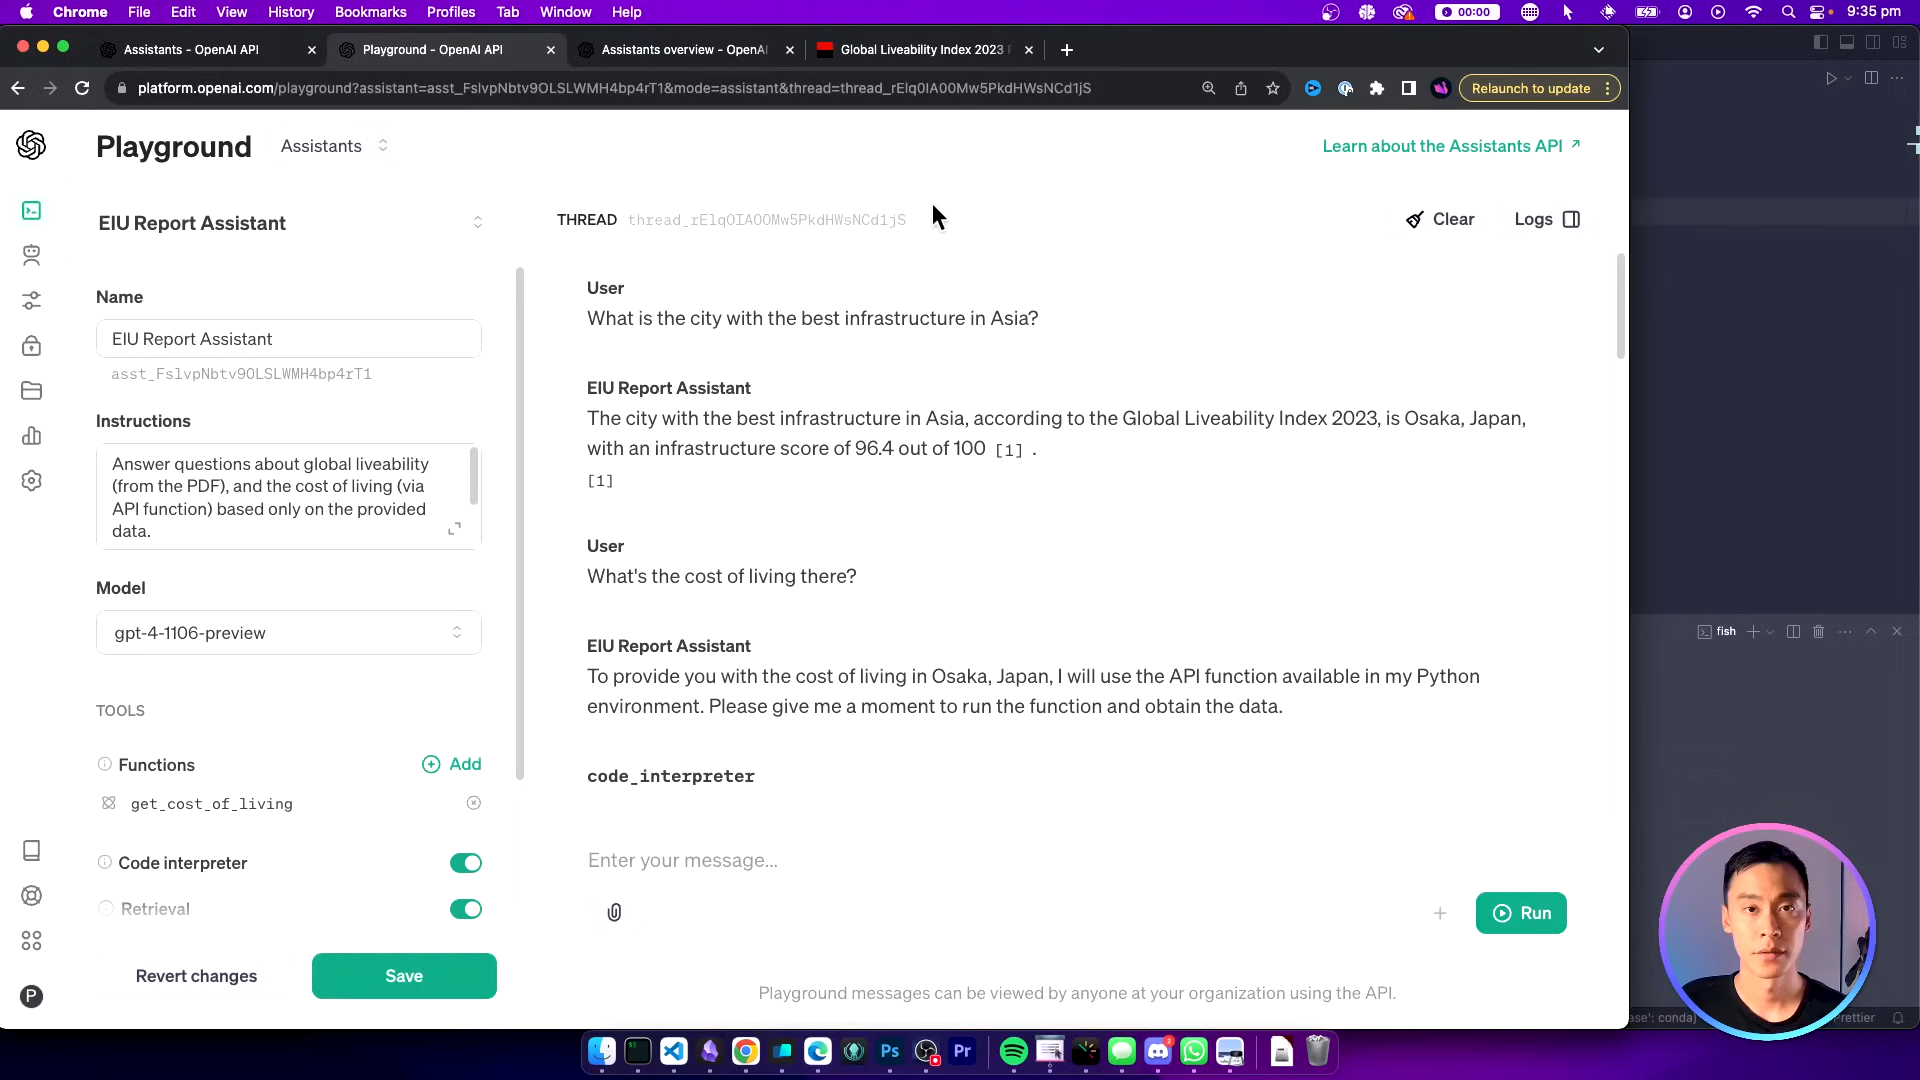 Chrome File Edit View History Bookmarks Profiles Tab Window Help
00:00
9:35 pm
Assistants - OpenAI API
Playground - OpenAI API
Assistants overview - OpenAI
Global Liveability Index 2023
platform.openai.com/playground?assistant=asst_FslvpNbtv9OLSLWMH4bp4rT1&mode=assistant&thread=thread_rElq0IA00Mw5PkdHWsNCd1jS
Relaunch to update
Playground
Assistants
Learn about the Assistants API
EIU Report Assistant
THREAD thread_rElqOIAOOMw5PkdHWsNCd1jS
Clear
Logs
Name
EIU Report Assistant
asst_FslvpNbtv9OLSLWMH4bp4rT1
Instructions
Answer questions about global liveability
(from the PDF), and the cost of living (via
API function) based only on the provided
data.
Model
gpt-4-1106-preview
TOOLS
Functions
Add
get_cost_of_living
Code interpreter
Retrieval
Revert changes
Save
P
User
What is the city with the best infrastructure in Asia?
EIU Report Assistant
The city with the best infrastructure in Asia, according to the Global Liveability Index 2023, is Osaka, Japan,
with an infrastructure score of 96.4 out of 100 [1] .
[1]
User
What's the cost of living there?
EIU Report Assistant
To provide you with the cost of living in Osaka, Japan, I will use the API function available in my Python
environment. Please give me a moment to run the function and obtain the data.
code_interpreter
Enter your message...
Run
Playground messages can be viewed by anyone at your organization using the API.
fish
conda)
Ps
Pr
2